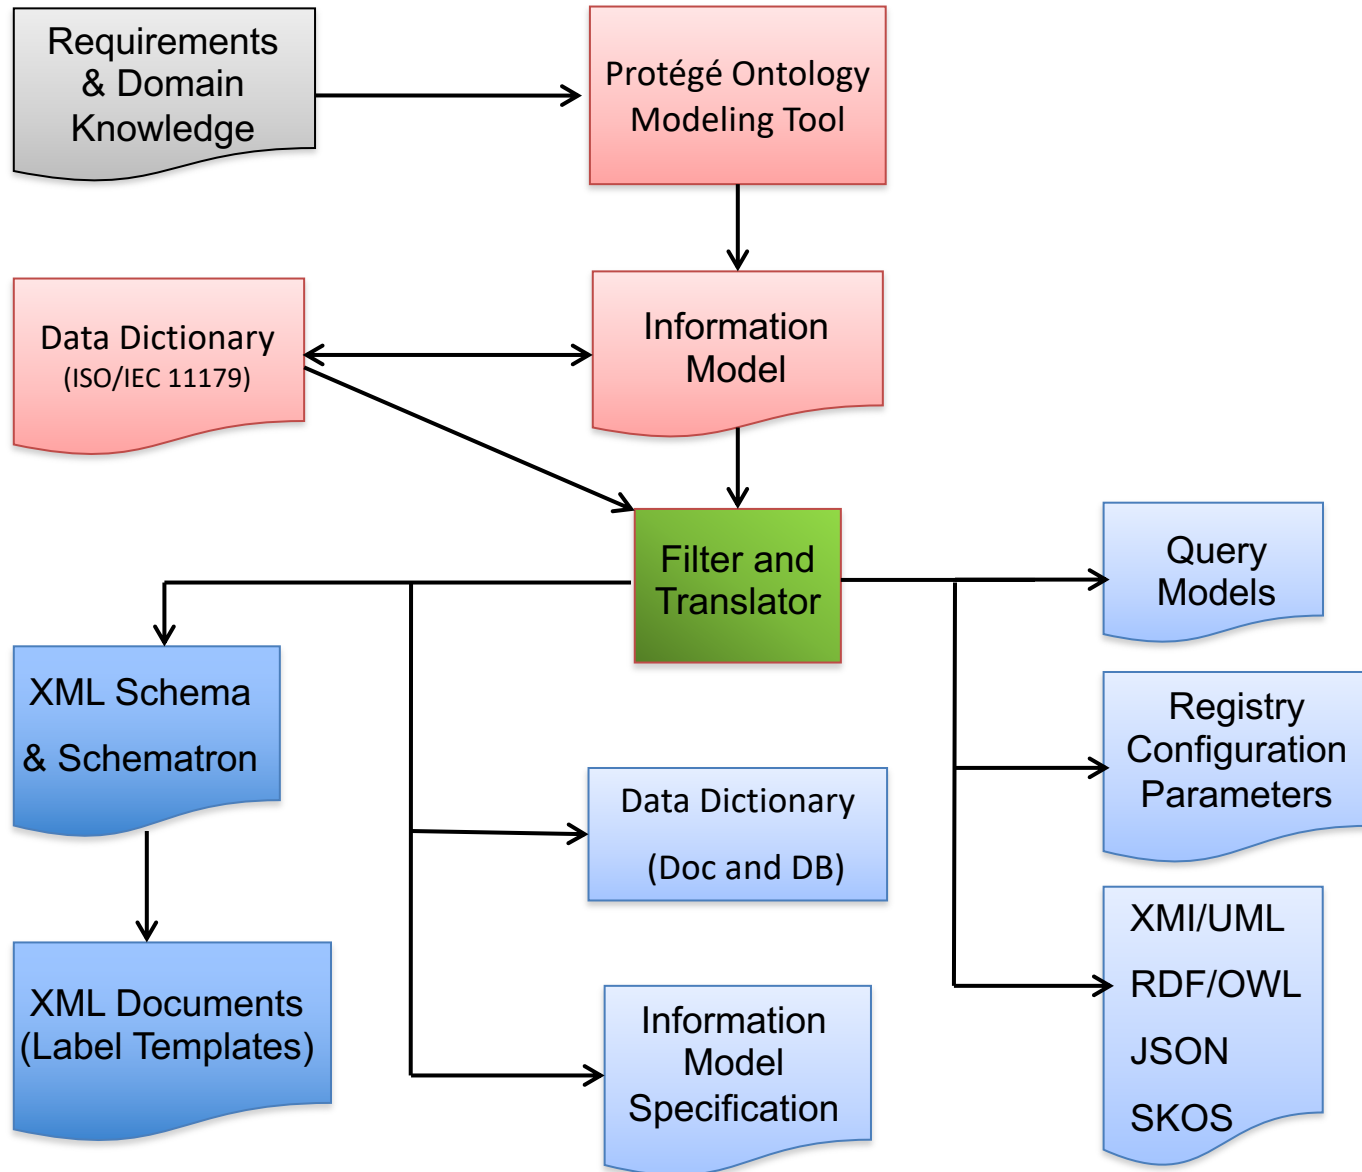 Requirements
& Domain
Knowledge
Protégé Ontology
Modeling Tool
Data Dictionary
(ISO/IEC 11179)
Information
Model
Filter and
Translator
Query
Models
XML Schema
& Schematron
Registry
Configuration
Parameters
Data Dictionary
(Doc and DB)
XML Documents
(Label Templates)
Information
Model
Specification
XMI/UML
RDF/OWL
JSON
SKOS